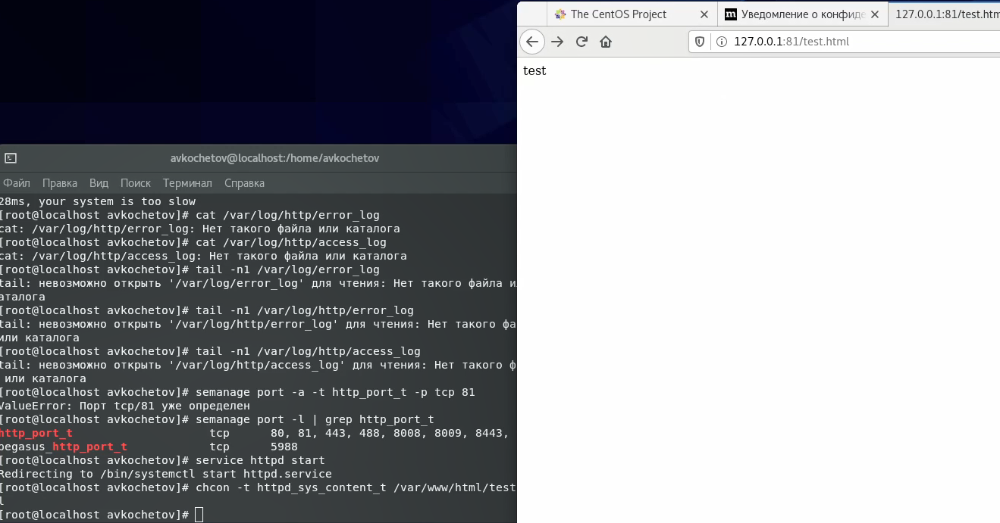 The CentOS Project
Уведомление о конфиде
127.0.0.1:81/test.htm
127.0.0.1:81/test.html
test
avkochetov@localhost:/home/avkochetov
Файл Правка Вид Поиск Терминал Справка
28ms, your system is too slow
[root@localhost avkochetov]# cat /var/log/http/error_log
cat: /var/log/http/error_log: Нет такого файла или каталога
[root@localhost avkochetov]# cat /var/log/http/access_log
cat: /var/log/http/access_log: Нет такого файла или каталога
[root@localhost avkochetov]# tail -n1 /var/log/error_log
tail: невозможно открыть '/var/log/error_log' для чтения: Нет такого файла и
аталога
[root@localhost avkochetov]# tail -n1 /var/log/http/error_log
tail: невозможно открыть '/var/log/http/error_log' для чтения: Нет такого фа
или каталога
[root@localhost avkochetov]# tail -n1 /var/log/http/access_log
tail: невозможно открыть '/var/log/http/access_log' для чтения: Нет такого ф
или каталога
[root@localhost avkochetov]# semanage port -a -t http_port_t -p tcp 81
ValueError: Порт tcp/81 уже определен
[root@localhost avkochetov]# semanage port -l | grep http_port_t
http_port_t tcp 80, 81, 443, 488, 8008, 8009, 8443,
pegasus_http_port_t tcp 5988
[root@localhost avkochetov]# service httpd start
Redirecting to /bin/systemctl start httpd.service
[root@localhost avkochetov]# chcon -t httpd_sys_content_t /var/www/html/test
l
[root@localhost avkochetov]#